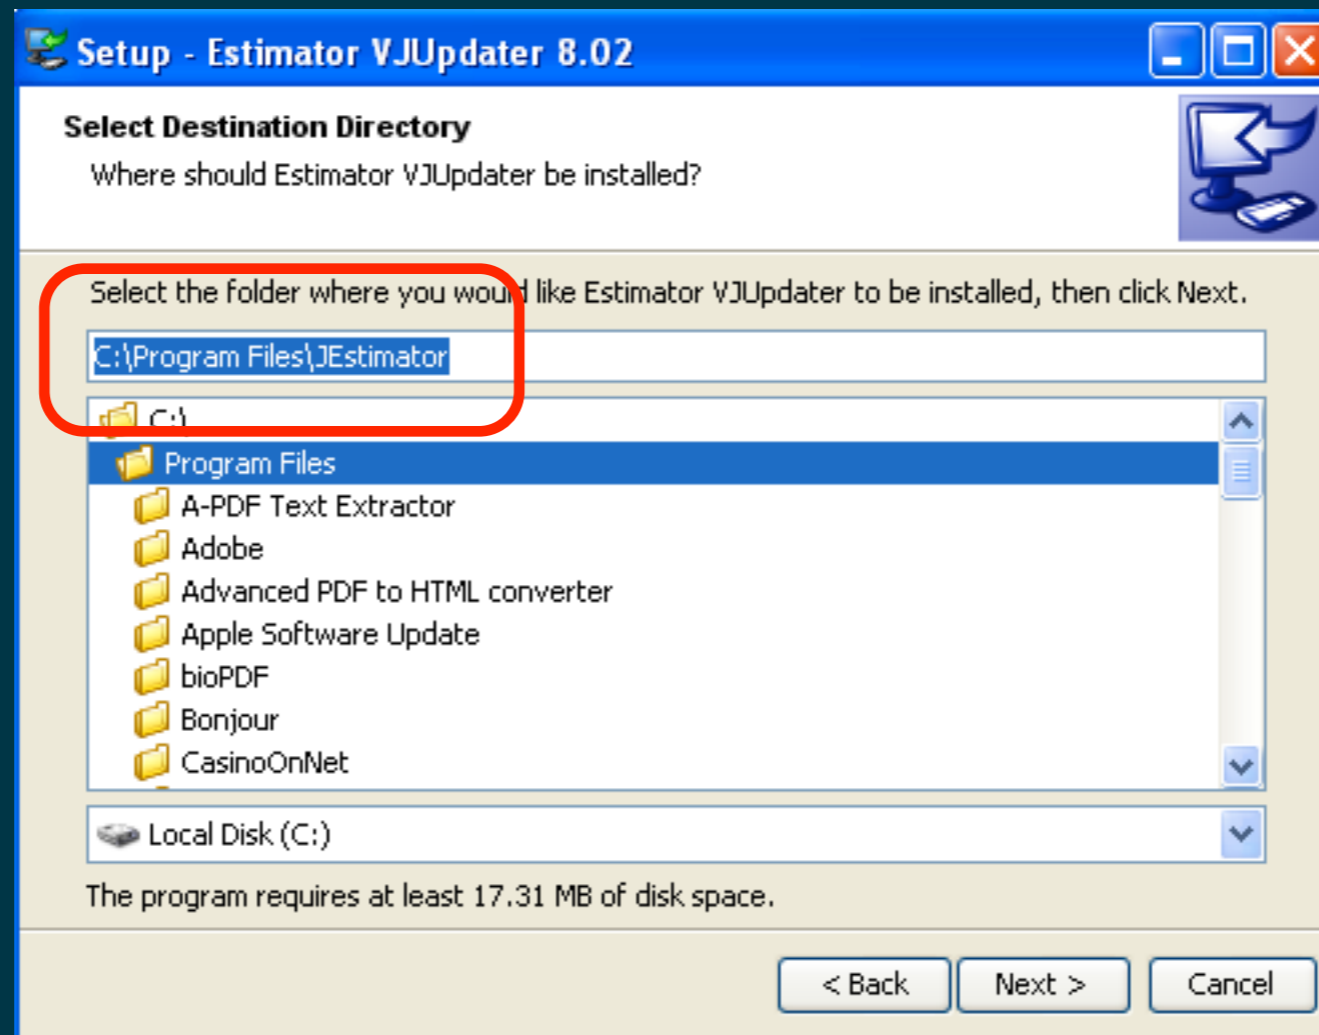 Setup - Estimator VJUpdater 8.02
Select Destination Directory
Where should Estimator VJUpdater be installed?
Select the folder where you would like Estimator VJUpdater to be installed, then click Next.
C:\Program Files\JEstimator
C:\
Program Files
A-PDF Text Extractor
Adobe
Advanced PDF to HTML converter
Apple Software Update
bioPDF
Bonjour
CasinoOnNet
Local Disk (C:)
The program requires at least 17.31 MB of disk space.
< Back Next > Cancel